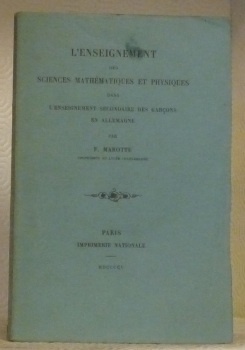 L'ENSEIGNEMENT
DES
SCIENCES MATHÉMATIQUES ET PHYSIQUES
DANS
L'ENSEIGNEMENT SECONDAIRE DES GARÇONS
EN ALLEMAGNE
PAR
F. MAROTTE
PARIS
IMPRIMERIE NATIONALE